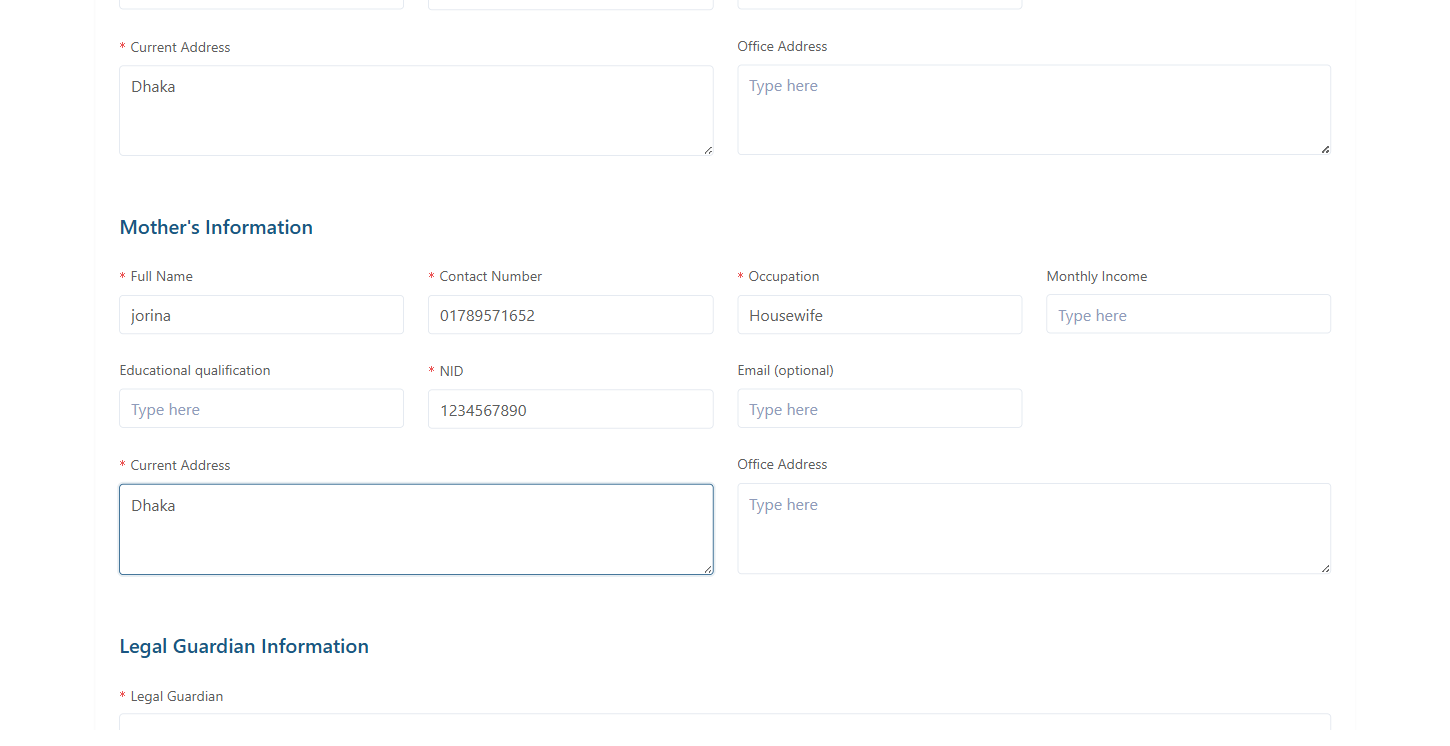 * Current Address Office Address
Dhaka Type here
Mother's Information
* Full Name * Contact Number * Occupation Monthly Income
jorina 01789571652 Housewife Type here
Educational qualification * NID Email (optional)
Type here 1234567890 Type here
* Current Address Office Address
Dhaka Type here
Legal Guardian Information
* Legal Guardian